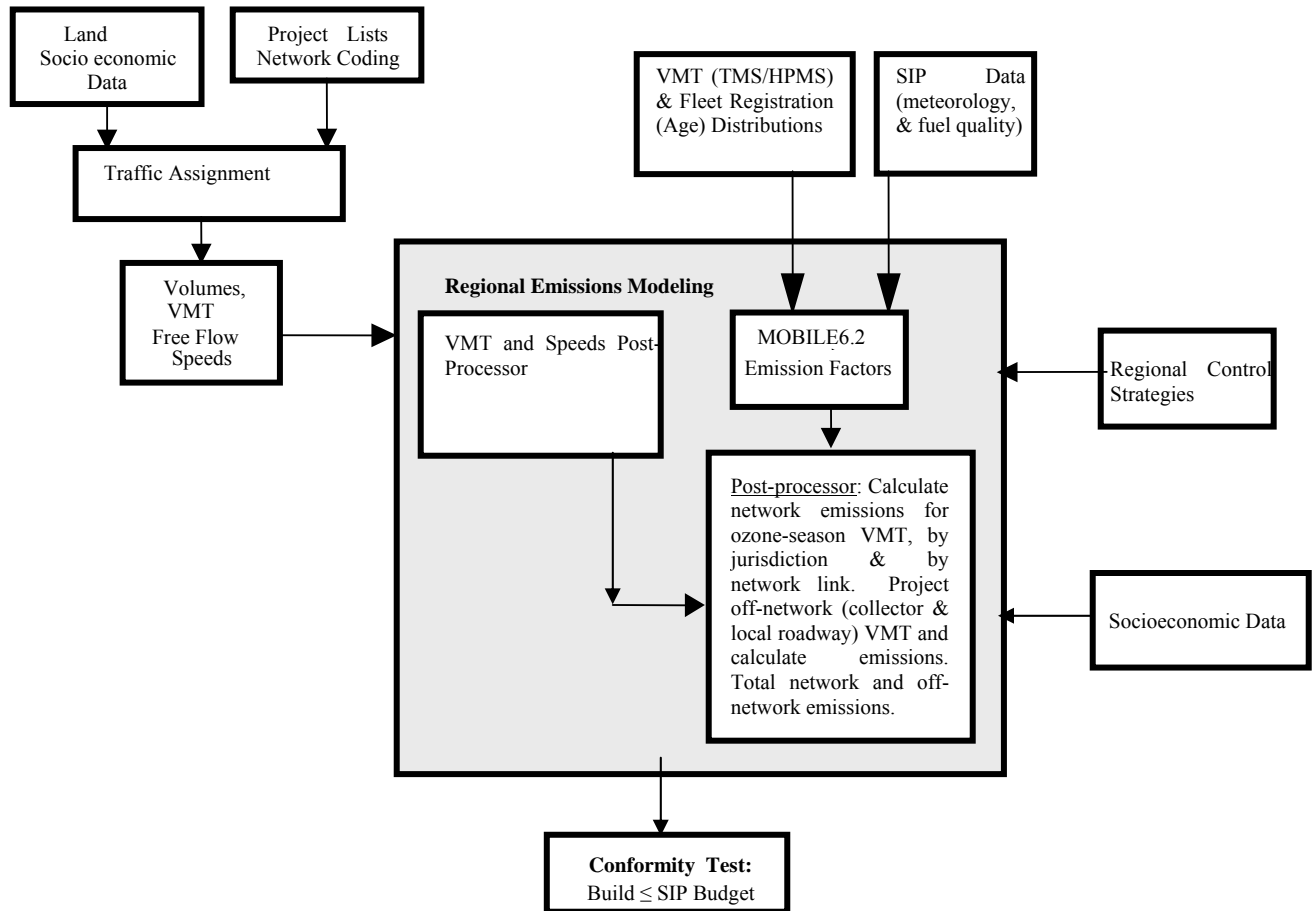 Land
Socio economic
Data
Project Lists
Network Coding
VMT (TMS/HPMS)
& Fleet Registration
(Age) Distributions
SIP Data
(meteorology,
& fuel quality)
Traffic Assignment
Volumes,
VMT
Free Flow
Speeds
Regional Emissions Modeling
VMT and Speeds Post-
Processor
MOBILE6.2
Emission Factors
Regional Control
Strategies
Post-processor: Calculate
network emissions for
ozone-season VMT, by
jurisdiction & by
network link. Project
off-network (collector &
local roadway) VMT and
calculate emissions.
Total network and off-
network emissions.
Socioeconomic Data
Conformity Test:
Build ≤ SIP Budget